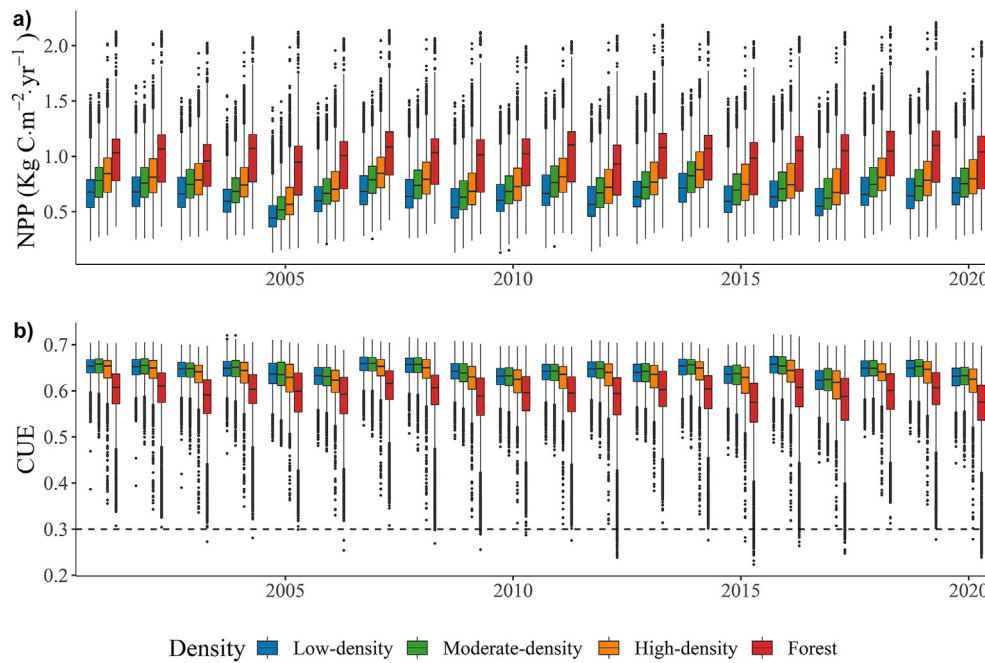 a)
NPP (Kg C·m⁻²·yr⁻¹)
2.0
1.5
1.0
0.5
2005 2010 2015 2020
b)
CUE
0.7
0.6
0.5
0.4
0.3
0.2
2005 2010 2015 2020
Density Low-density Moderate-density High-density Forest